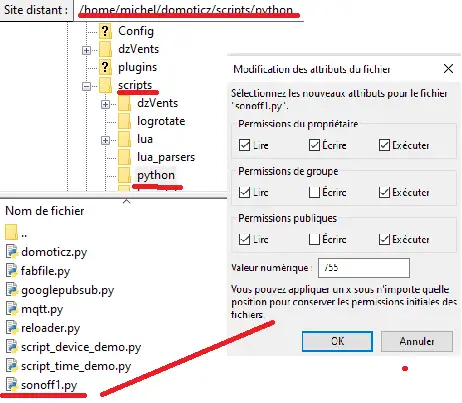 Site distant : /home/michel/domoticz/scripts/python
Config
dzVents
plugins
scripts
dzVents
logrotate
lua
lua_parsers
python
Nom de fichier
..
domoticz.py
fabfile.py
googlepubsub.py
mqtt.py
reloader.py
script_device_demo.py
script_time_demo.py
sonoff1.py
Modification des attributs du fichier
Sélectionnez les nouveaux attributs pour le fichier
"sonoff1.py".
Permissions du propriétaire
Lire Écrire Exécuter
Permissions de groupe
Lire Écrire Exécuter
Permissions publiques
Lire Écrire Exécuter
Valeur numérique : 755
Vous pouvez appliquer un x sous n'importe quelle
position pour conserver les permissions initiales des
fichiers.
OK Annuler